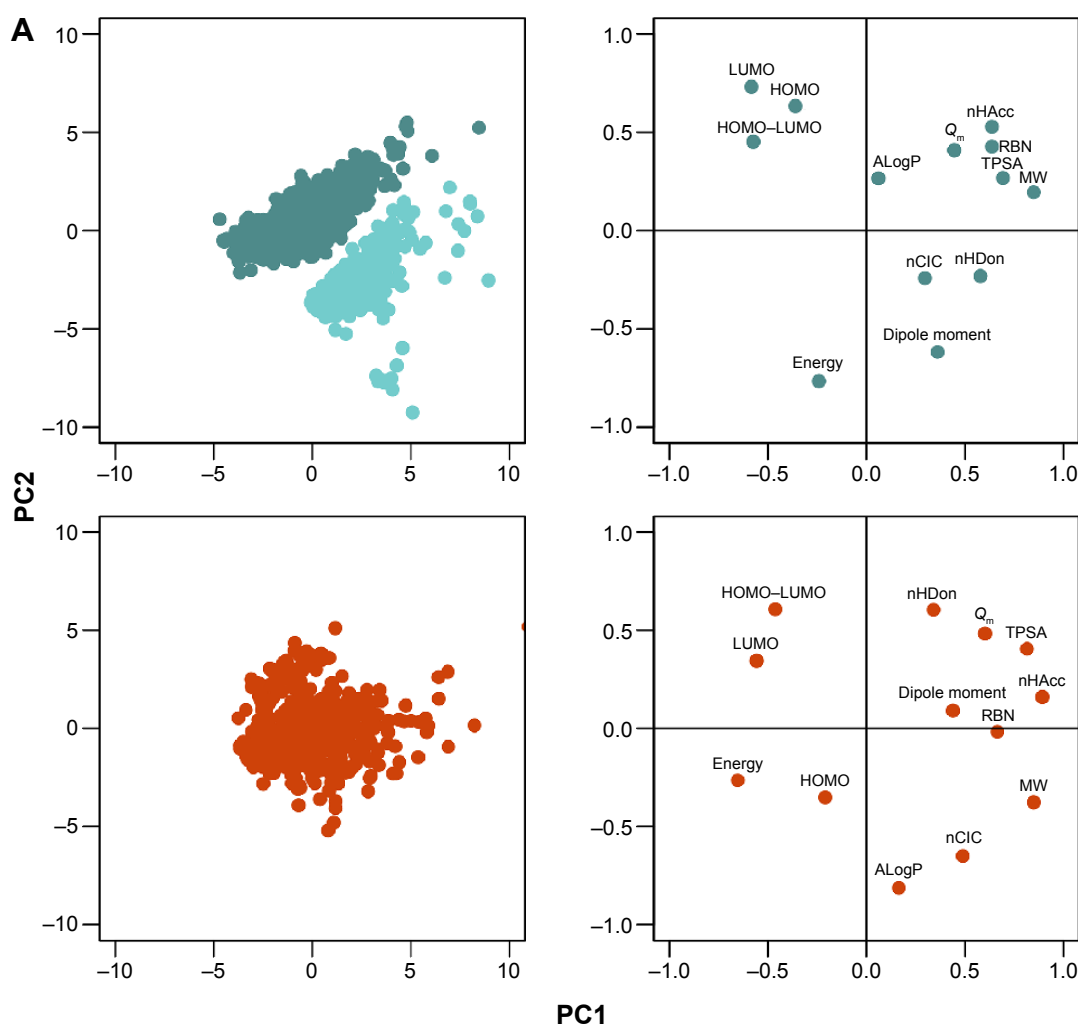 A
10
5
0
–5
–10
–10
–5
0
5
10
1.0
0.5
0.0
–0.5
–1.0
–1.0
–0.5
0.0
0.5
1.0
LUMO
HOMO
HOMO–LUMO
nHAcc
Qm
RBN
ALogP
TPSA
MW
nCIC
nHDon
Dipole moment
Energy
PC2
10
5
0
–5
–10
–10
–5
0
5
10
1.0
0.5
0.0
–0.5
–1.0
–1.0
–0.5
0.0
0.5
1.0
HOMO–LUMO
nHDon
Qm
TPSA
LUMO
nHAcc
Dipole moment
RBN
Energy
HOMO
MW
nCIC
ALogP
PC1